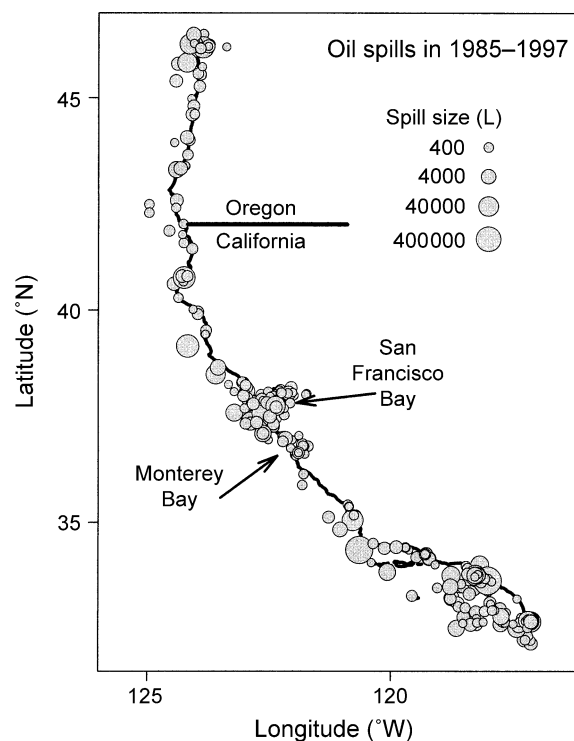 Oil spills in 1985–1997
Spill size (L)
400
4000
40000
400000
Oregon
California
San
Francisco
Bay
Monterey
Bay
45
40
35
Latitude (˚N)
125
120
Longitude (˚W)